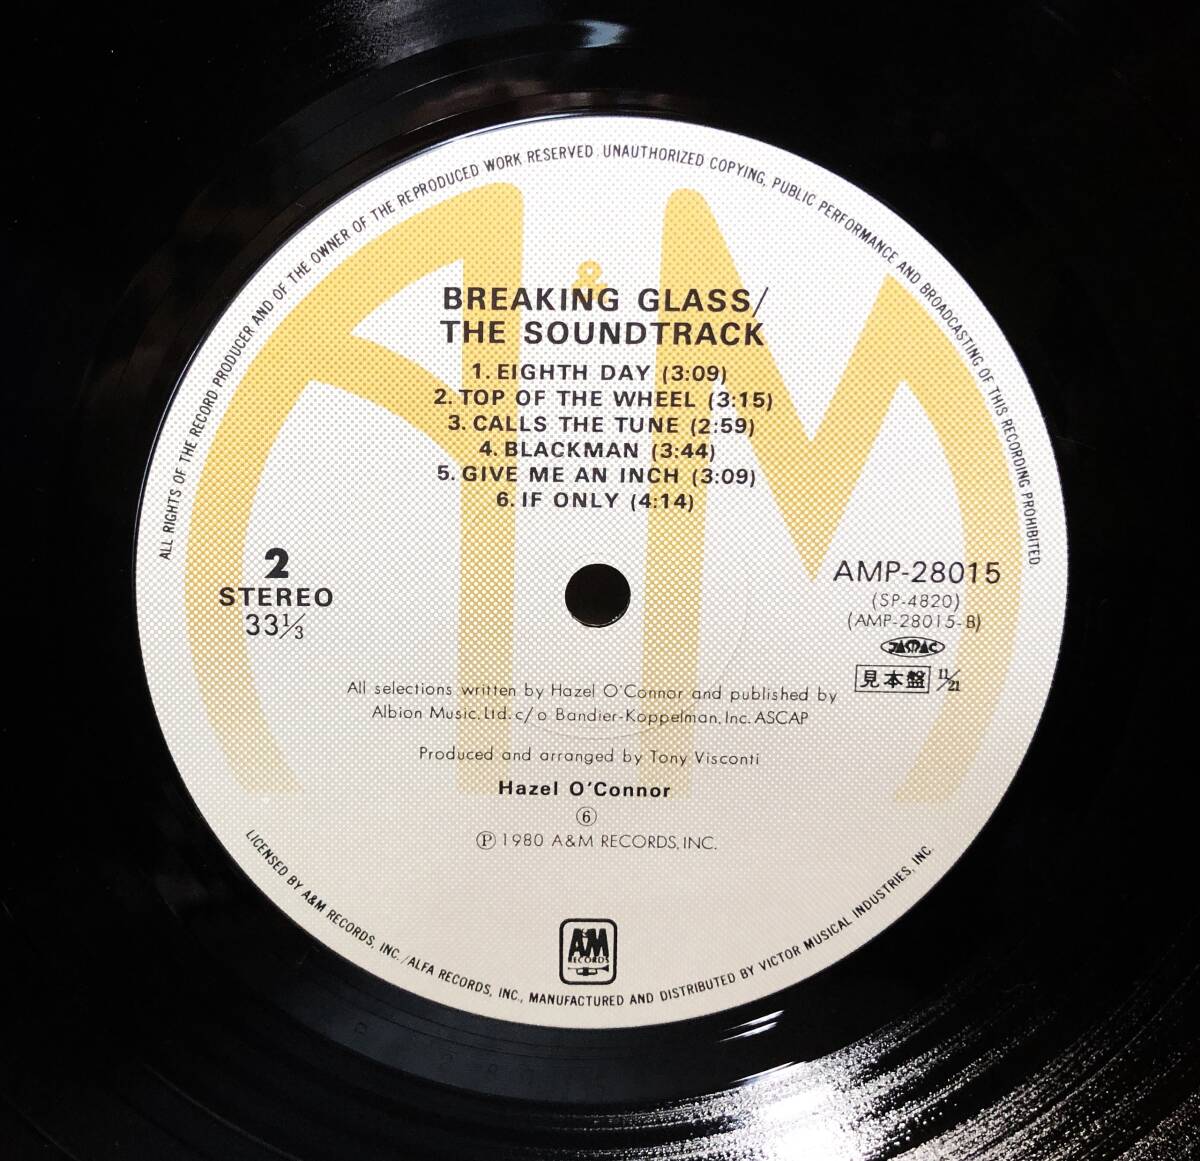 ALL RIGHTS OF THE RECORD PRODUCER AND OF THE OWNER OF THE REPRODUCED WORK RESERVED. UNAUTHORIZED COPYING, PUBLIC PERFORMANCE AND BROADCASTING OF THIS RECORDING PROHIBITED
A&M
BREAKING GLASS/
THE SOUNDTRACK
1. EIGHTH DAY (3:09)
2. TOP OF THE WHEEL (3:15)
3. CALLS THE TUNE (2:59)
4. BLACKMAN (3:44)
5. GIVE ME AN INCH (3:09)
6. IF ONLY (4:14)
2
STEREO
33 1/3
AMP-28015
(SP-4820)
(AMP-28015-B)
JASRAC
見本盤 11/21
All selections written by Hazel O'Connor and published by
Albion Music. Ltd. c/o Bandier-Koppelman, Inc. ASCAP
Produced and arranged by Tony Visconti
Hazel O'Connor
⑥
Ⓟ 1980 A&M RECORDS, INC.
A&M
RECORDS
LICENSED BY A&M RECORDS, INC. /ALFA RECORDS, INC., MANUFACTURED AND DISTRIBUTED BY VICTOR MUSICAL INDUSTRIES, INC.